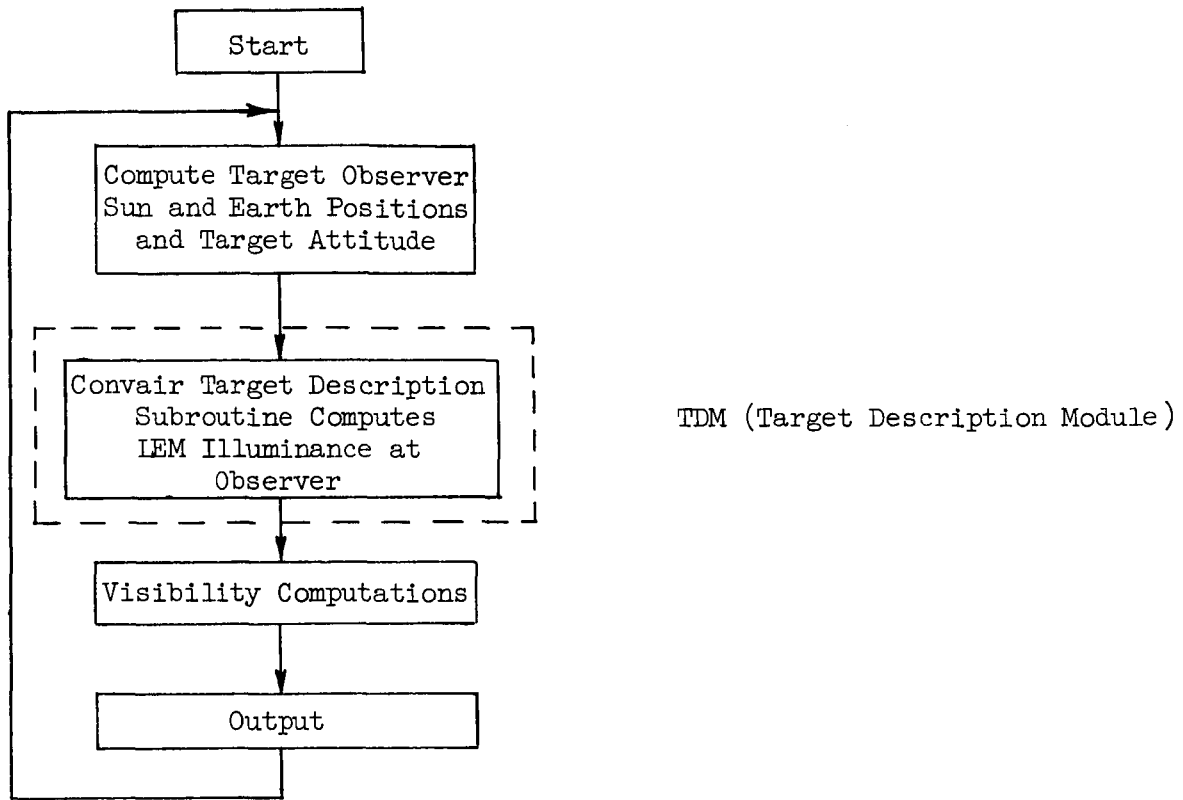 Start
Compute Target Observer
Sun and Earth Positions
and Target Attitude
Convair Target Description
Subroutine Computes
LEM Illuminance at
Observer
TDM (Target Description Module)
Visibility Computations
Output